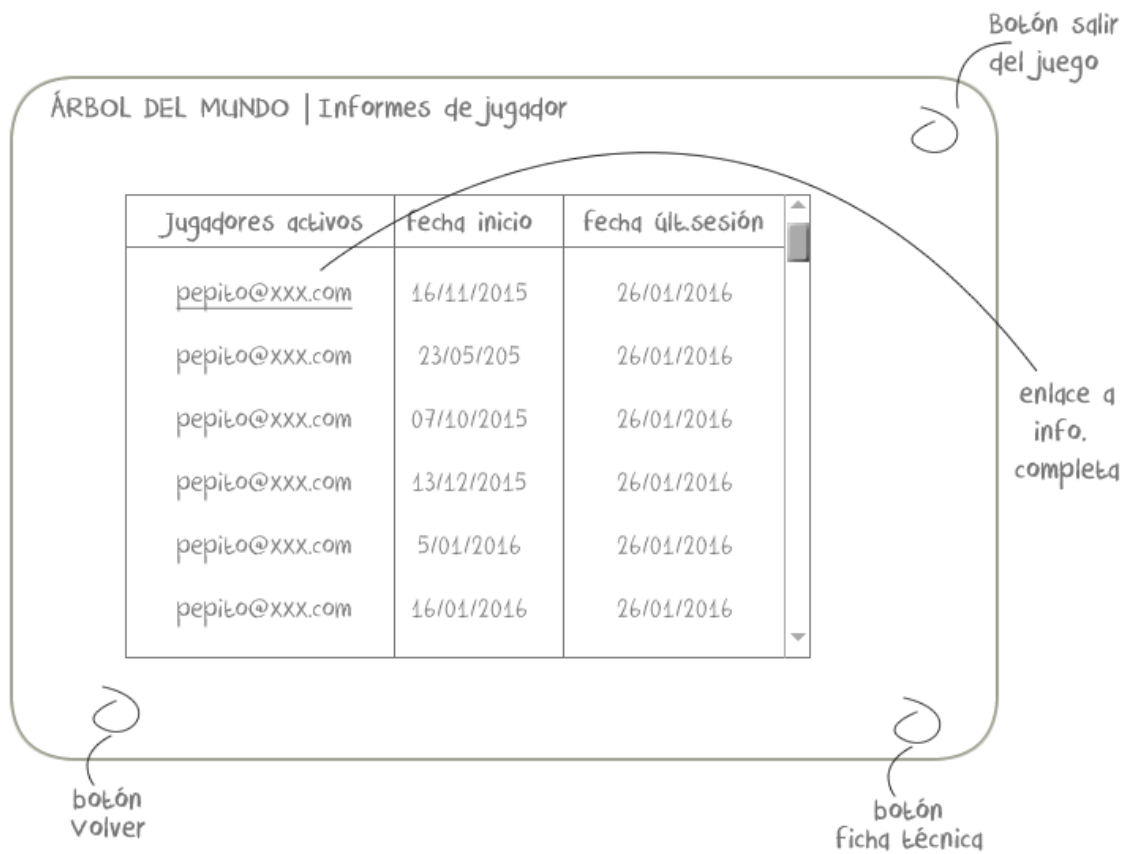 Botón salir
del juego
ÁRBOL DEL MUNDO | Informes de jugador
Jugadores activos fecha inicio fecha últ.sesión
pepito@xxx.com 16/11/2015 26/01/2016
pepito@xxx.com 23/05/205 26/01/2016
pepito@xxx.com 07/10/2015 26/01/2016
pepito@xxx.com 13/12/2015 26/01/2016
pepito@xxx.com 5/01/2016 26/01/2016
pepito@xxx.com 16/01/2016 26/01/2016
enlace a
info.
completa
botón
volver
botón
ficha técnica